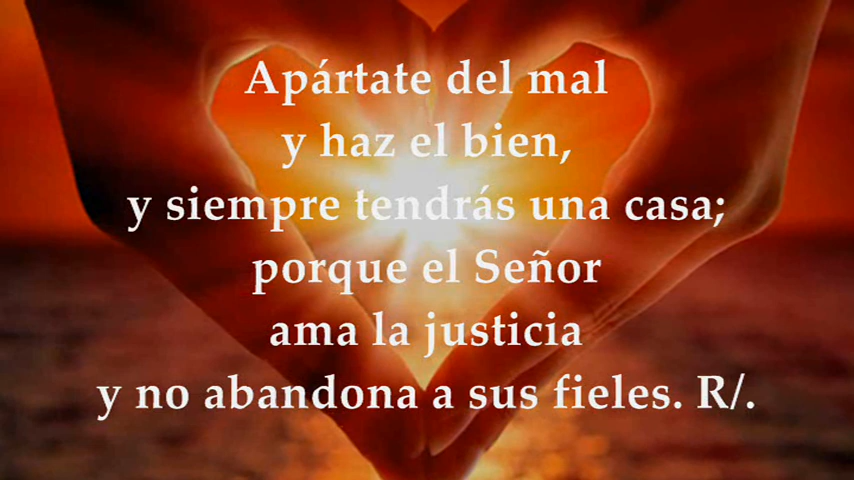 Apártate del mal
y haz el bien,
y siempre tendrás una casa;
porque el Señor
ama la justicia
y no abandona a sus fieles. R/.